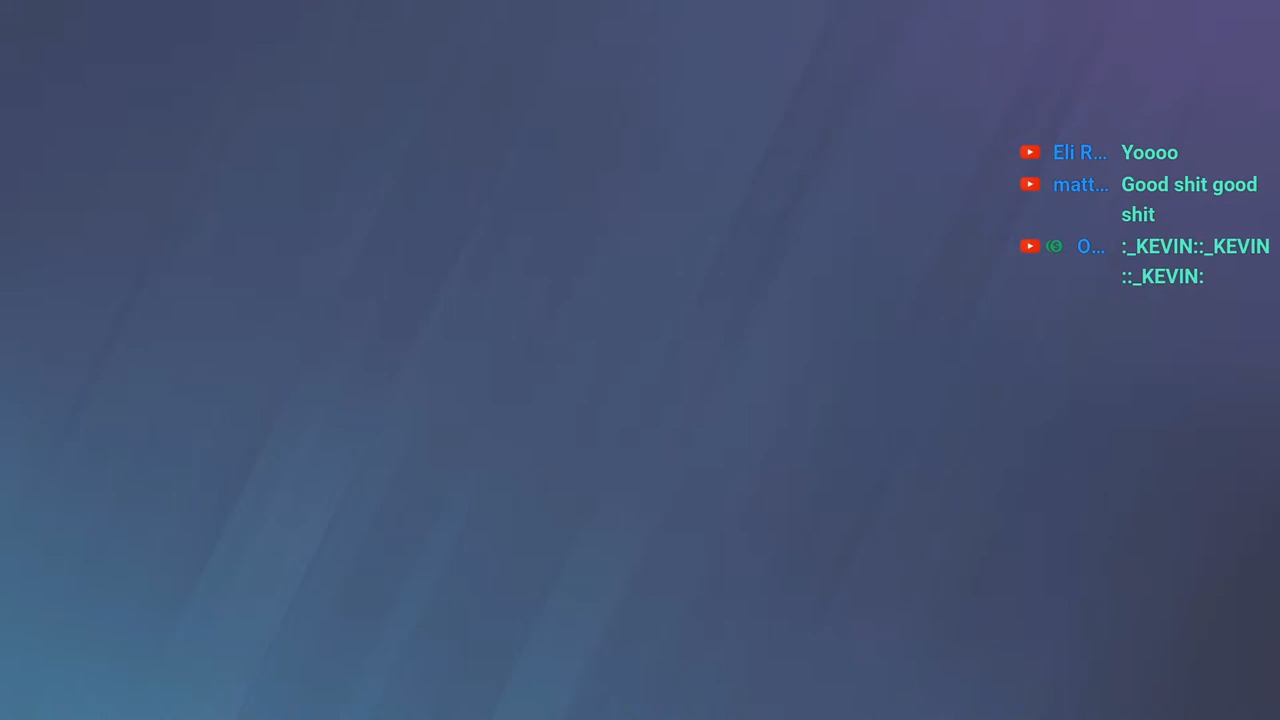 Eli R... Yoooo
matt... Good shit good
shit
O... :_KEVIN::_KEVIN
::_KEVIN: